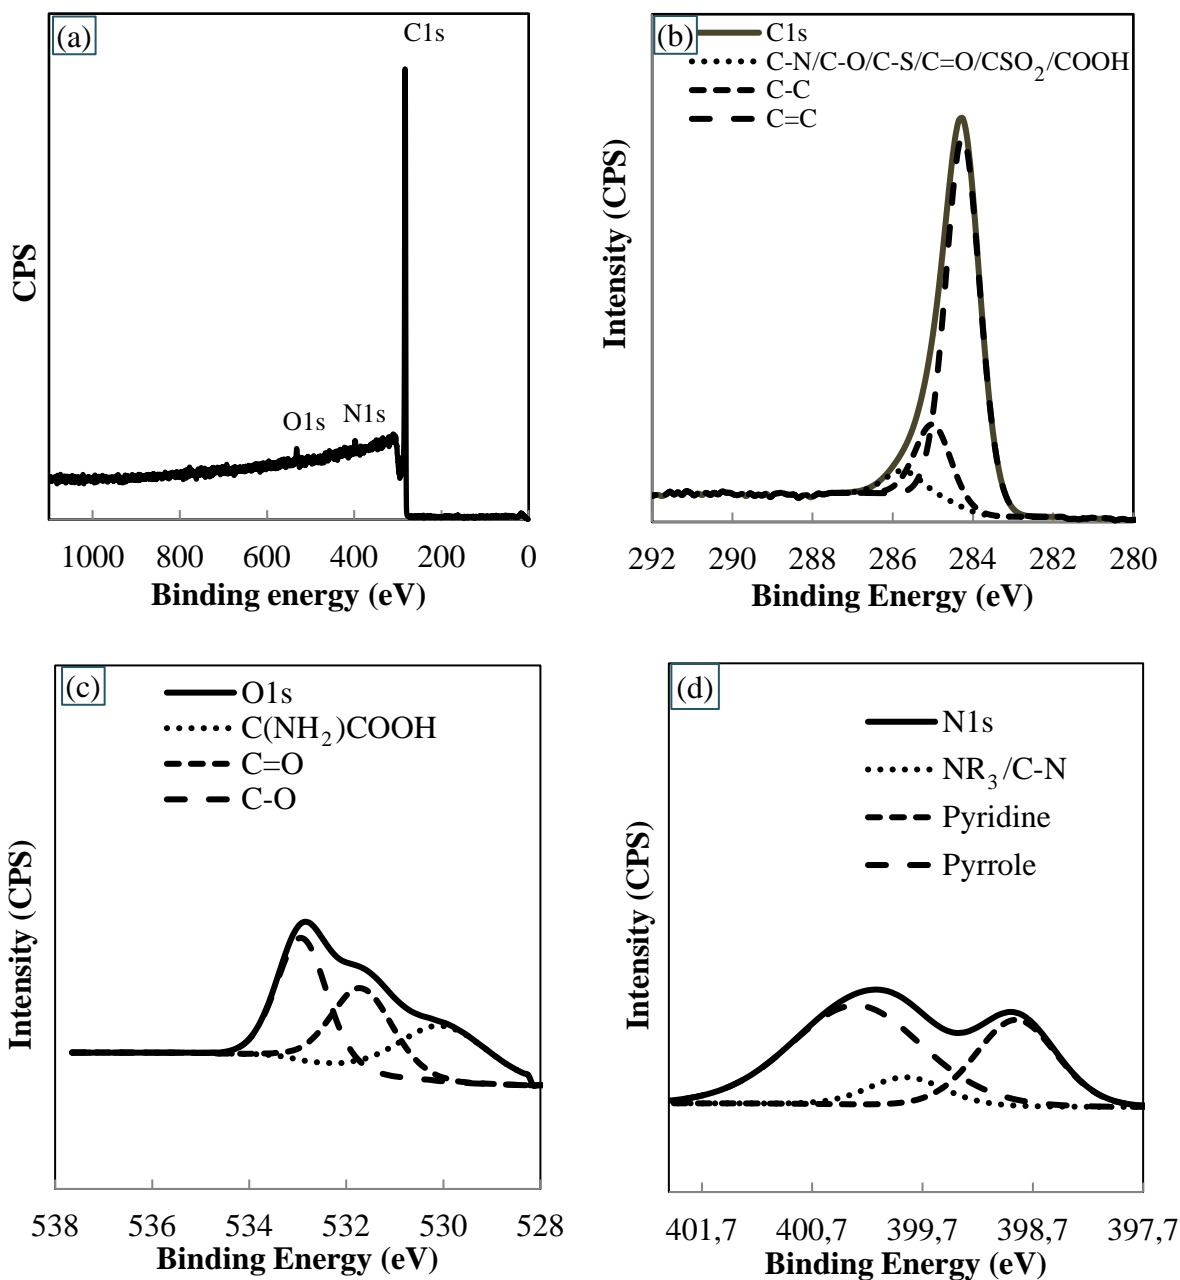 (a)
C1s
O1s
N1s
CPS
1000 800 600 400 200 0
Binding energy (eV)
(b)
C1s
C-N/C-O/C-S/C=O/CSO₂/COOH
C-C
C=C
Intensity (CPS)
292 290 288 286 284 282 280
Binding Energy (eV)
(c)
O1s
C(NH₂)COOH
C=O
C-O
Intensity (CPS)
538 536 534 532 530 528
Binding Energy (eV)
(d)
N1s
NR₃/C-N
Pyridine
Pyrrole
Intensity (CPS)
401,7 400,7 399,7 398,7 397,7
Binding Energy (eV)